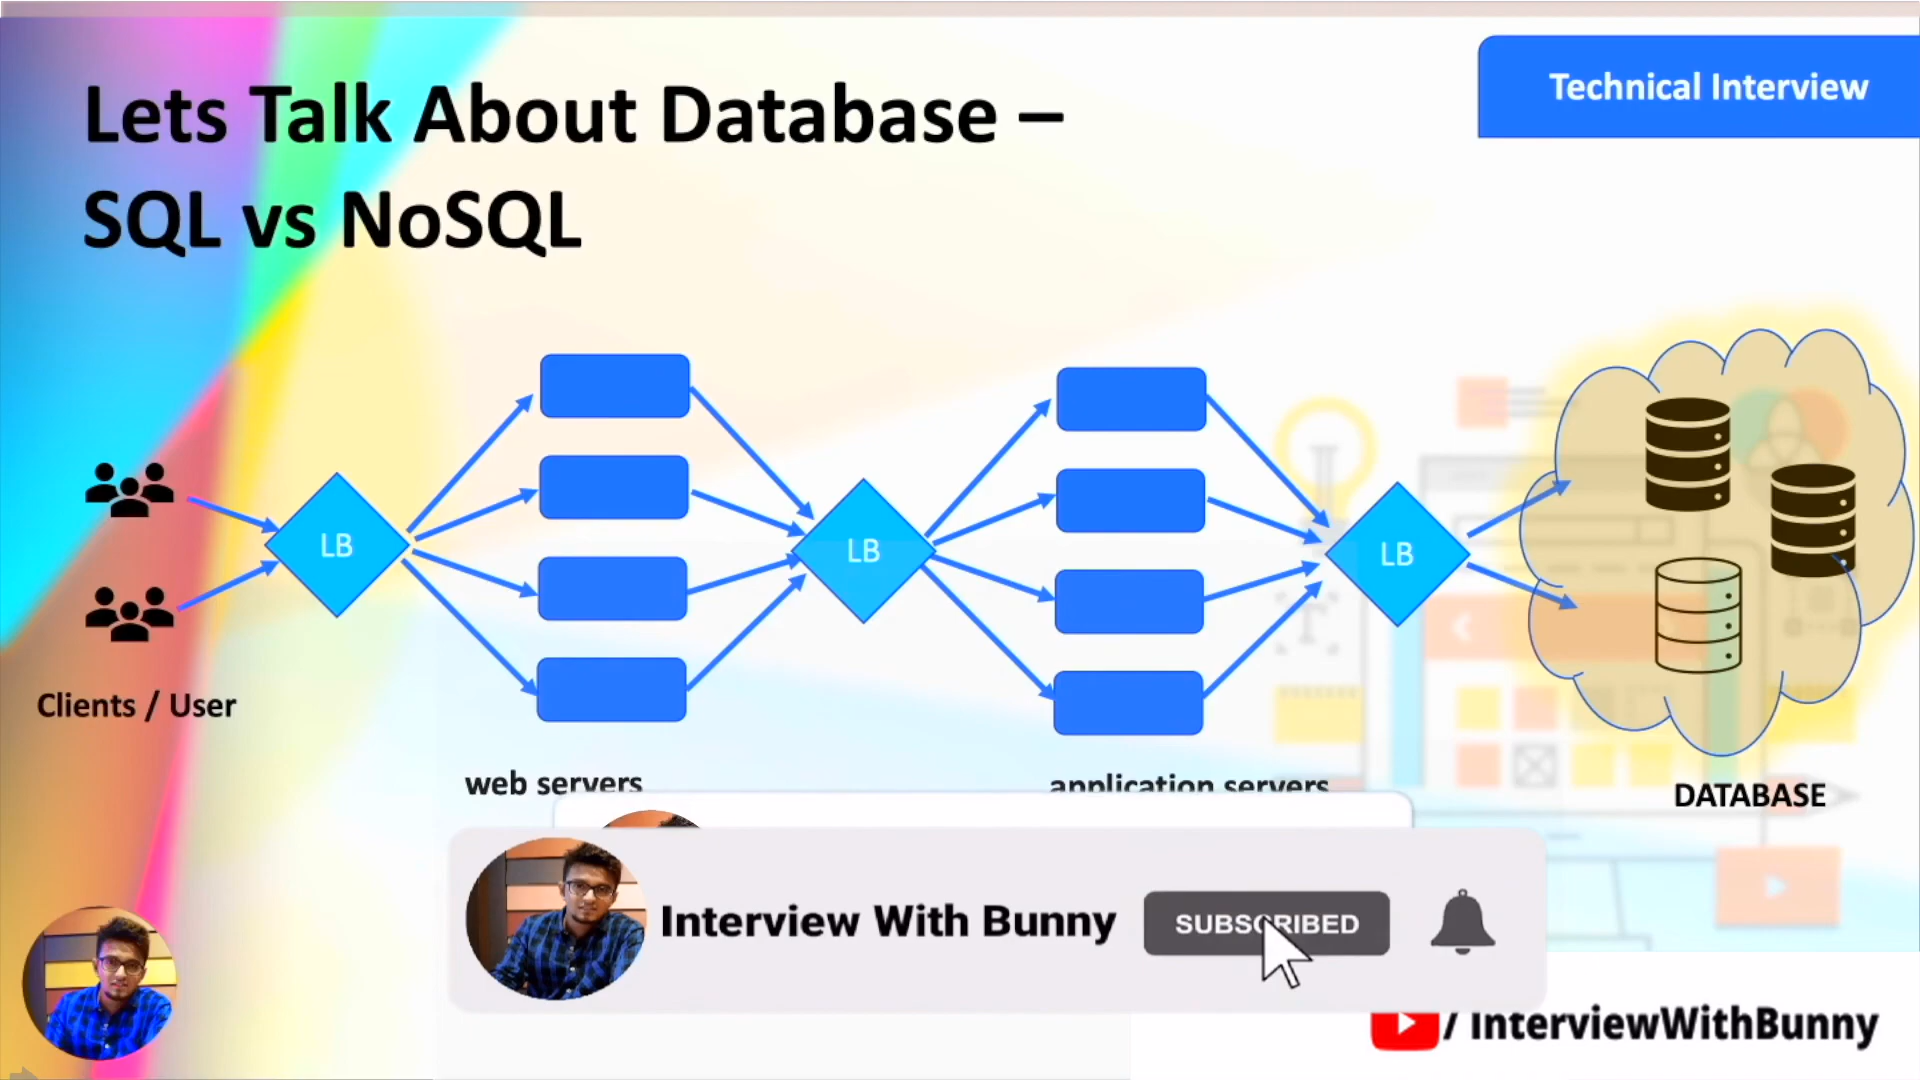 Technical Interview
Lets Talk About Database –
SQL vs NoSQL
LB
LB
LB
Clients / User
web servers
application servers
DATABASE
Interview With Bunny
SUBSCRIBED
/ InterviewWithBunny